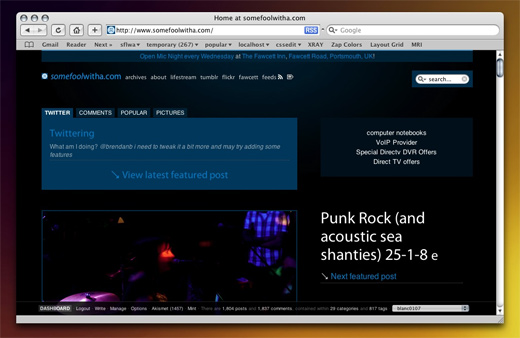 Home at somefoolwitha.com
http://www.somefoolwitha.com/
RSS
Google
Gmail Reader Next » sflwa temporary (267) popular localhost cssedit XRAY Zap Colors Layout Grid MRI
Open Mic Night every Wednesday at The Fawcett Inn, Fawcett Road, Portsmouth, UK!
somefoolwitha.com archives about lifestream tumblr flickr fawcett feeds
search...
TWITTER COMMENTS POPULAR PICTURES
Twittering
What am I doing? @brendanb i need to tweak it a bit more and may try adding some
features
View latest featured post
computer notebooks
VoIP Provider
Special Directv DVR Offers
Direct TV offers
Punk Rock (and
acoustic sea
shanties) 25-1-8 e
Next featured post
DASHBOARD Logout Write Manage Options Akismet (1467) Mint There are 1,804 posts and 1,837 comments, contained within 29 categories and 817 tags